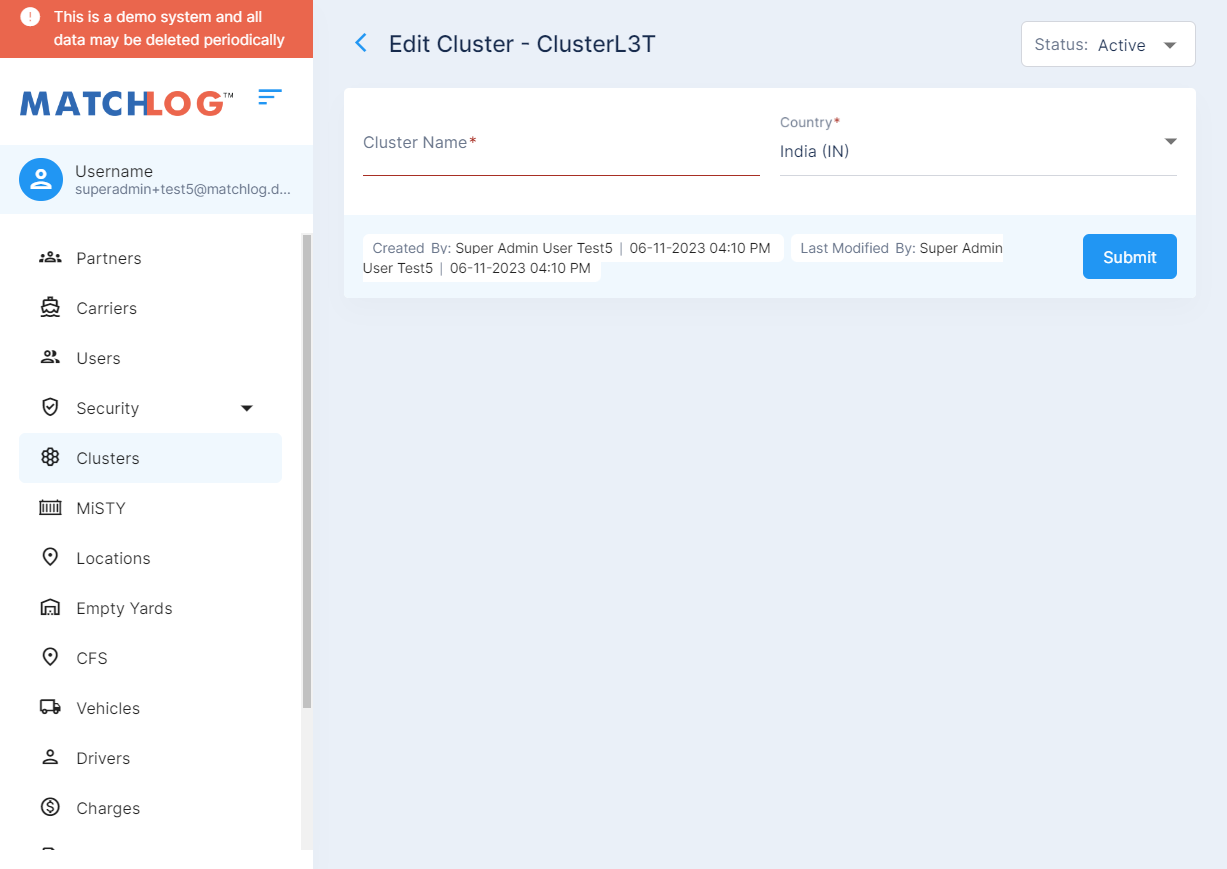 This is a demo system and all
data may be deleted periodically
MATCHLOG™
Username
superadmin+test5@matchlog.d...
Partners
Carriers
Users
Security
Clusters
MiSTY
Locations
Empty Yards
CFS
Vehicles
Drivers
Charges
Edit Cluster - ClusterL3T
Status: Active
Cluster Name*
Country*
India (IN)
Created By: Super Admin User Test5 | 06-11-2023 04:10 PM Last Modified By: Super Admin
User Test5 | 06-11-2023 04:10 PM
Submit